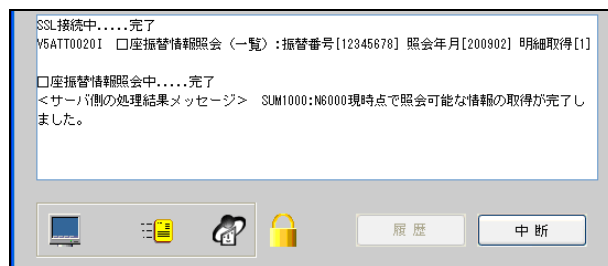 SSL接続中.....完了
V5ATT0020I 口座振替情報照会（一覧）:振替番号[12345678] 照会年月[200902] 明細取得[1]
口座振替情報照会中.....完了
＜サーバ側の処理結果メッセージ＞ SUM1000:N6000現時点で照会可能な情報の取得が完了し
ました。
履歴
中断